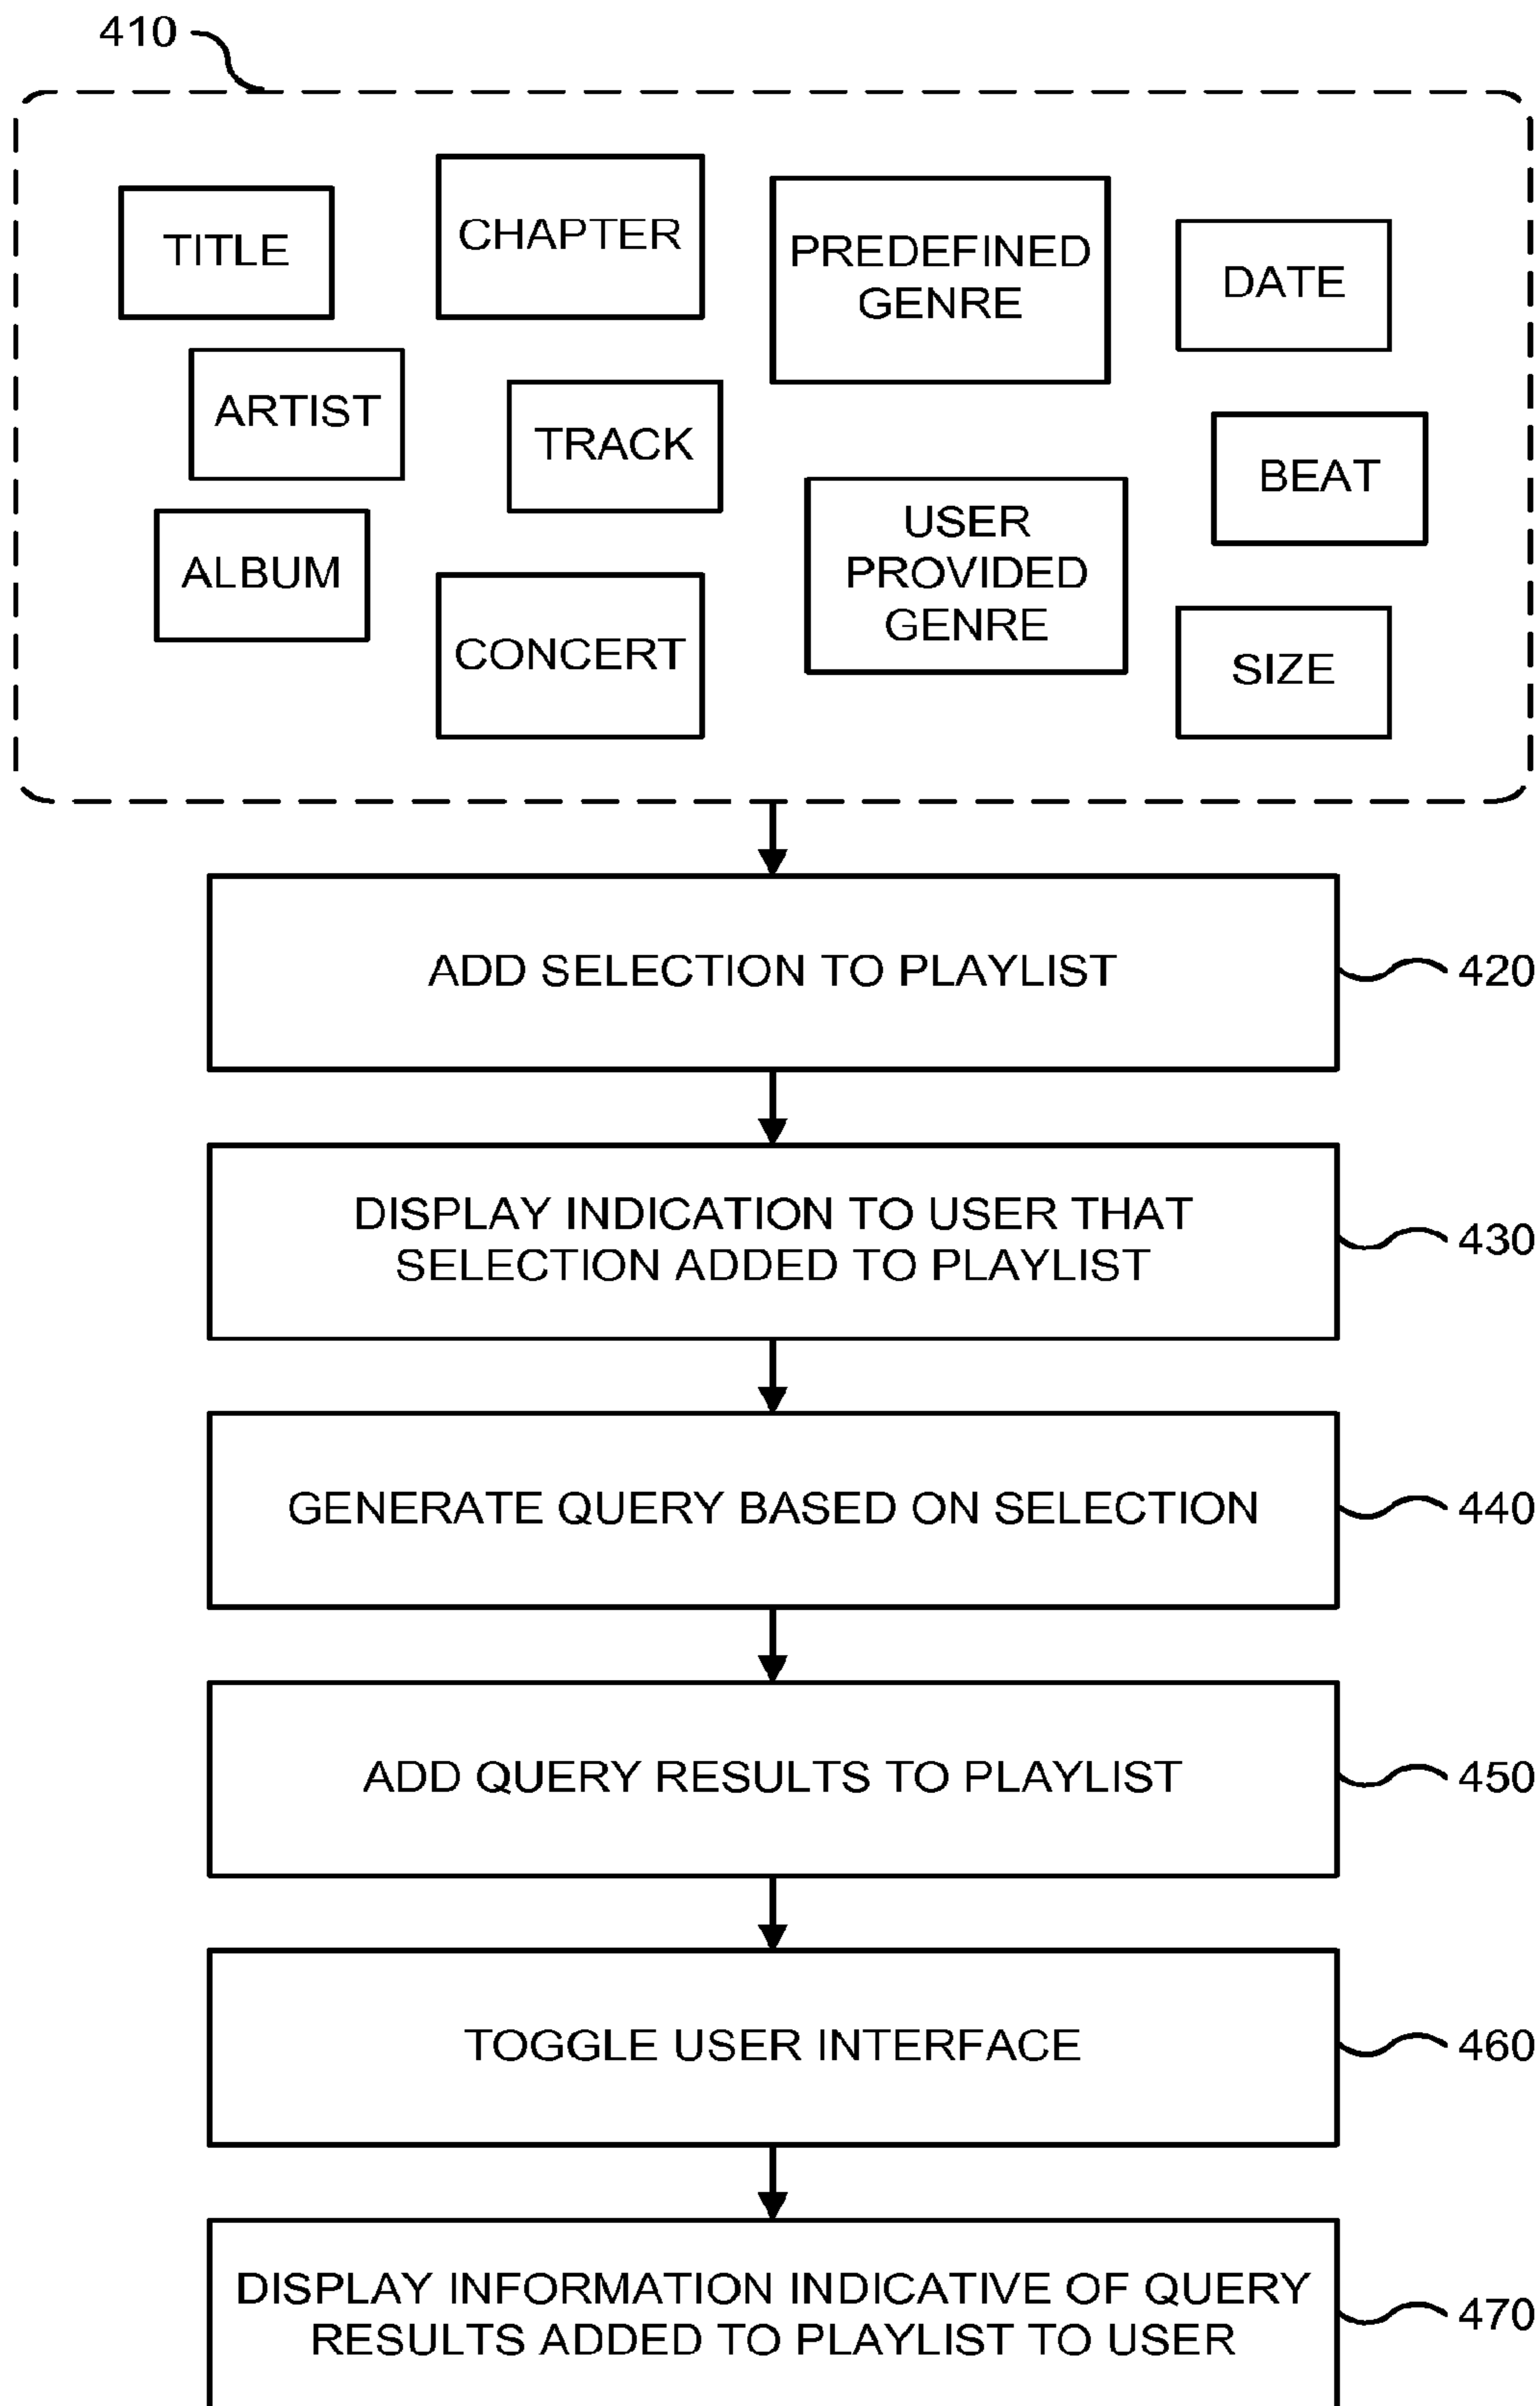 410
TITLE
CHAPTER
PREDEFINED
GENRE
DATE
ARTIST
TRACK
BEAT
ALBUM
CONCERT
USER
PROVIDED
GENRE
SIZE
ADD SELECTION TO PLAYLIST
420
DISPLAY INDICATION TO USER THAT
SELECTION ADDED TO PLAYLIST
430
GENERATE QUERY BASED ON SELECTION
440
ADD QUERY RESULTS TO PLAYLIST
450
TOGGLE USER INTERFACE
460
DISPLAY INFORMATION INDICATIVE OF QUERY
RESULTS ADDED TO PLAYLIST TO USER
470